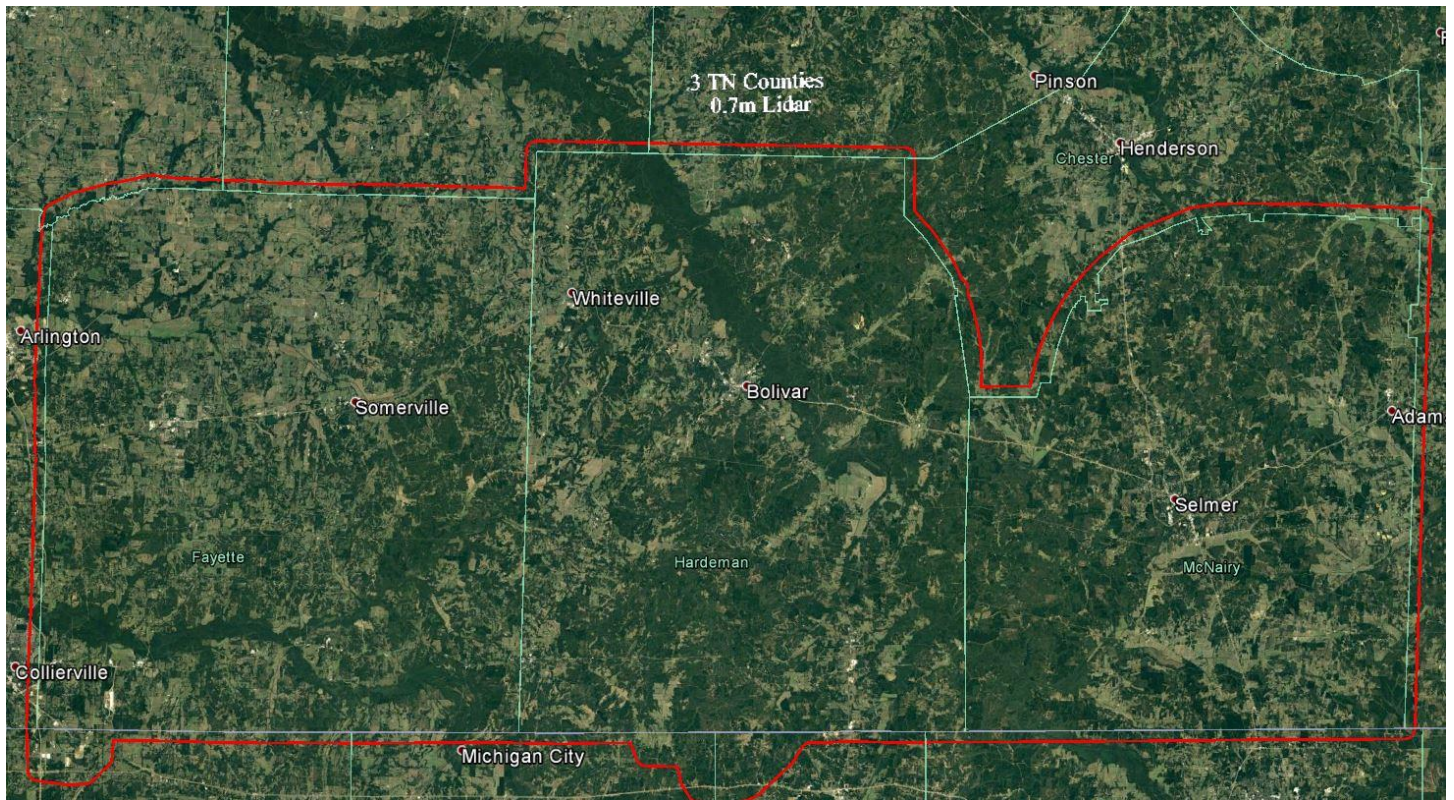 .3 TN Counties
0.7m Lidar
Pinson
Henderson
Chester
Whiteville
Arlington
Bolivar
Somerville
Adam
Selmer
Fayette
Hardeman
McNairy
Collierville
Michigan City